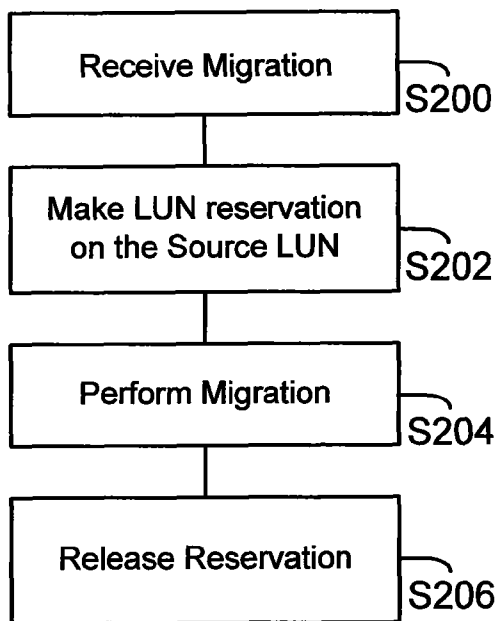 Receive Migration
S200
Make LUN reservation
on the Source LUN
S202
Perform Migration
S204
Release Reservation
S206